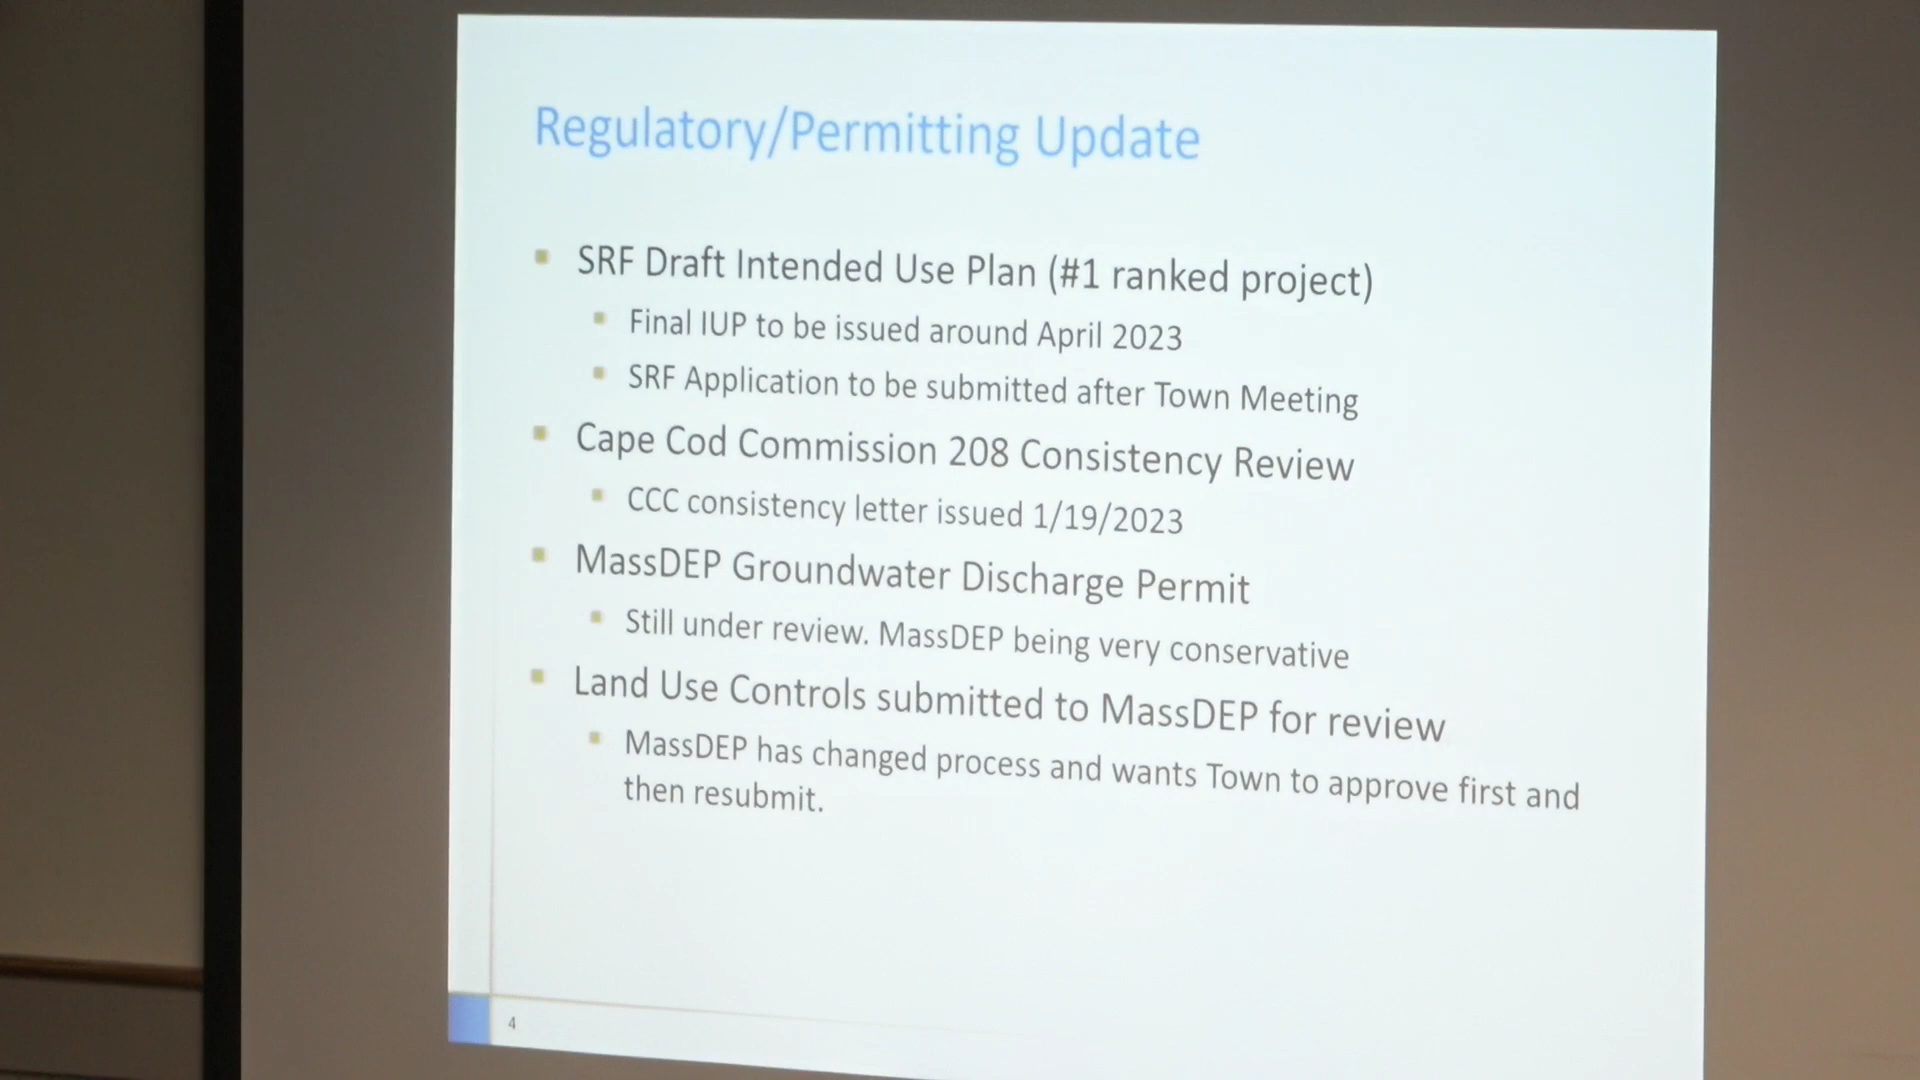 Regulatory/Permitting Update
SRF Draft Intended Use Plan (#1 ranked project)
Final IUP to be issued around April 2023
SRF Application to be submitted after Town Meeting
Cape Cod Commission 208 Consistency Review
CCC consistency letter issued 1/19/2023
MassDEP Groundwater Discharge Permit
Still under review. MassDEP being very conservative
Land Use Controls submitted to MassDEP for review
MassDEP has changed process and wants Town to approve first and
then resubmit.
4